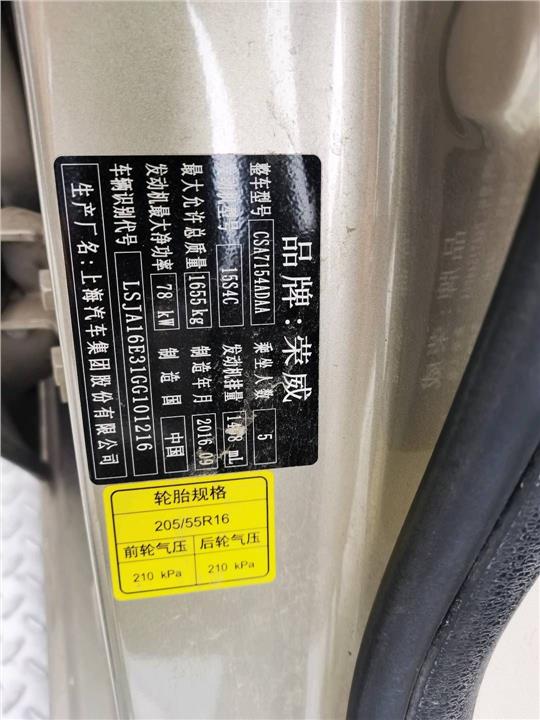 品牌:荣威
整车型号 CSA7154ADAA 乘坐人数 5
发动机型号 15S4C 发动机排量 1498 mL
最大允许总质量 1655kg 制造年月 2016.09
发动机最大净功率 78 kW 制造国 中国
车辆识别代号 LSJA16E31GG101216
生产厂名:上海汽车集团股份有限公司
轮胎规格
205/55R16
前轮气压 后轮气压
210 kPa 210 kPa